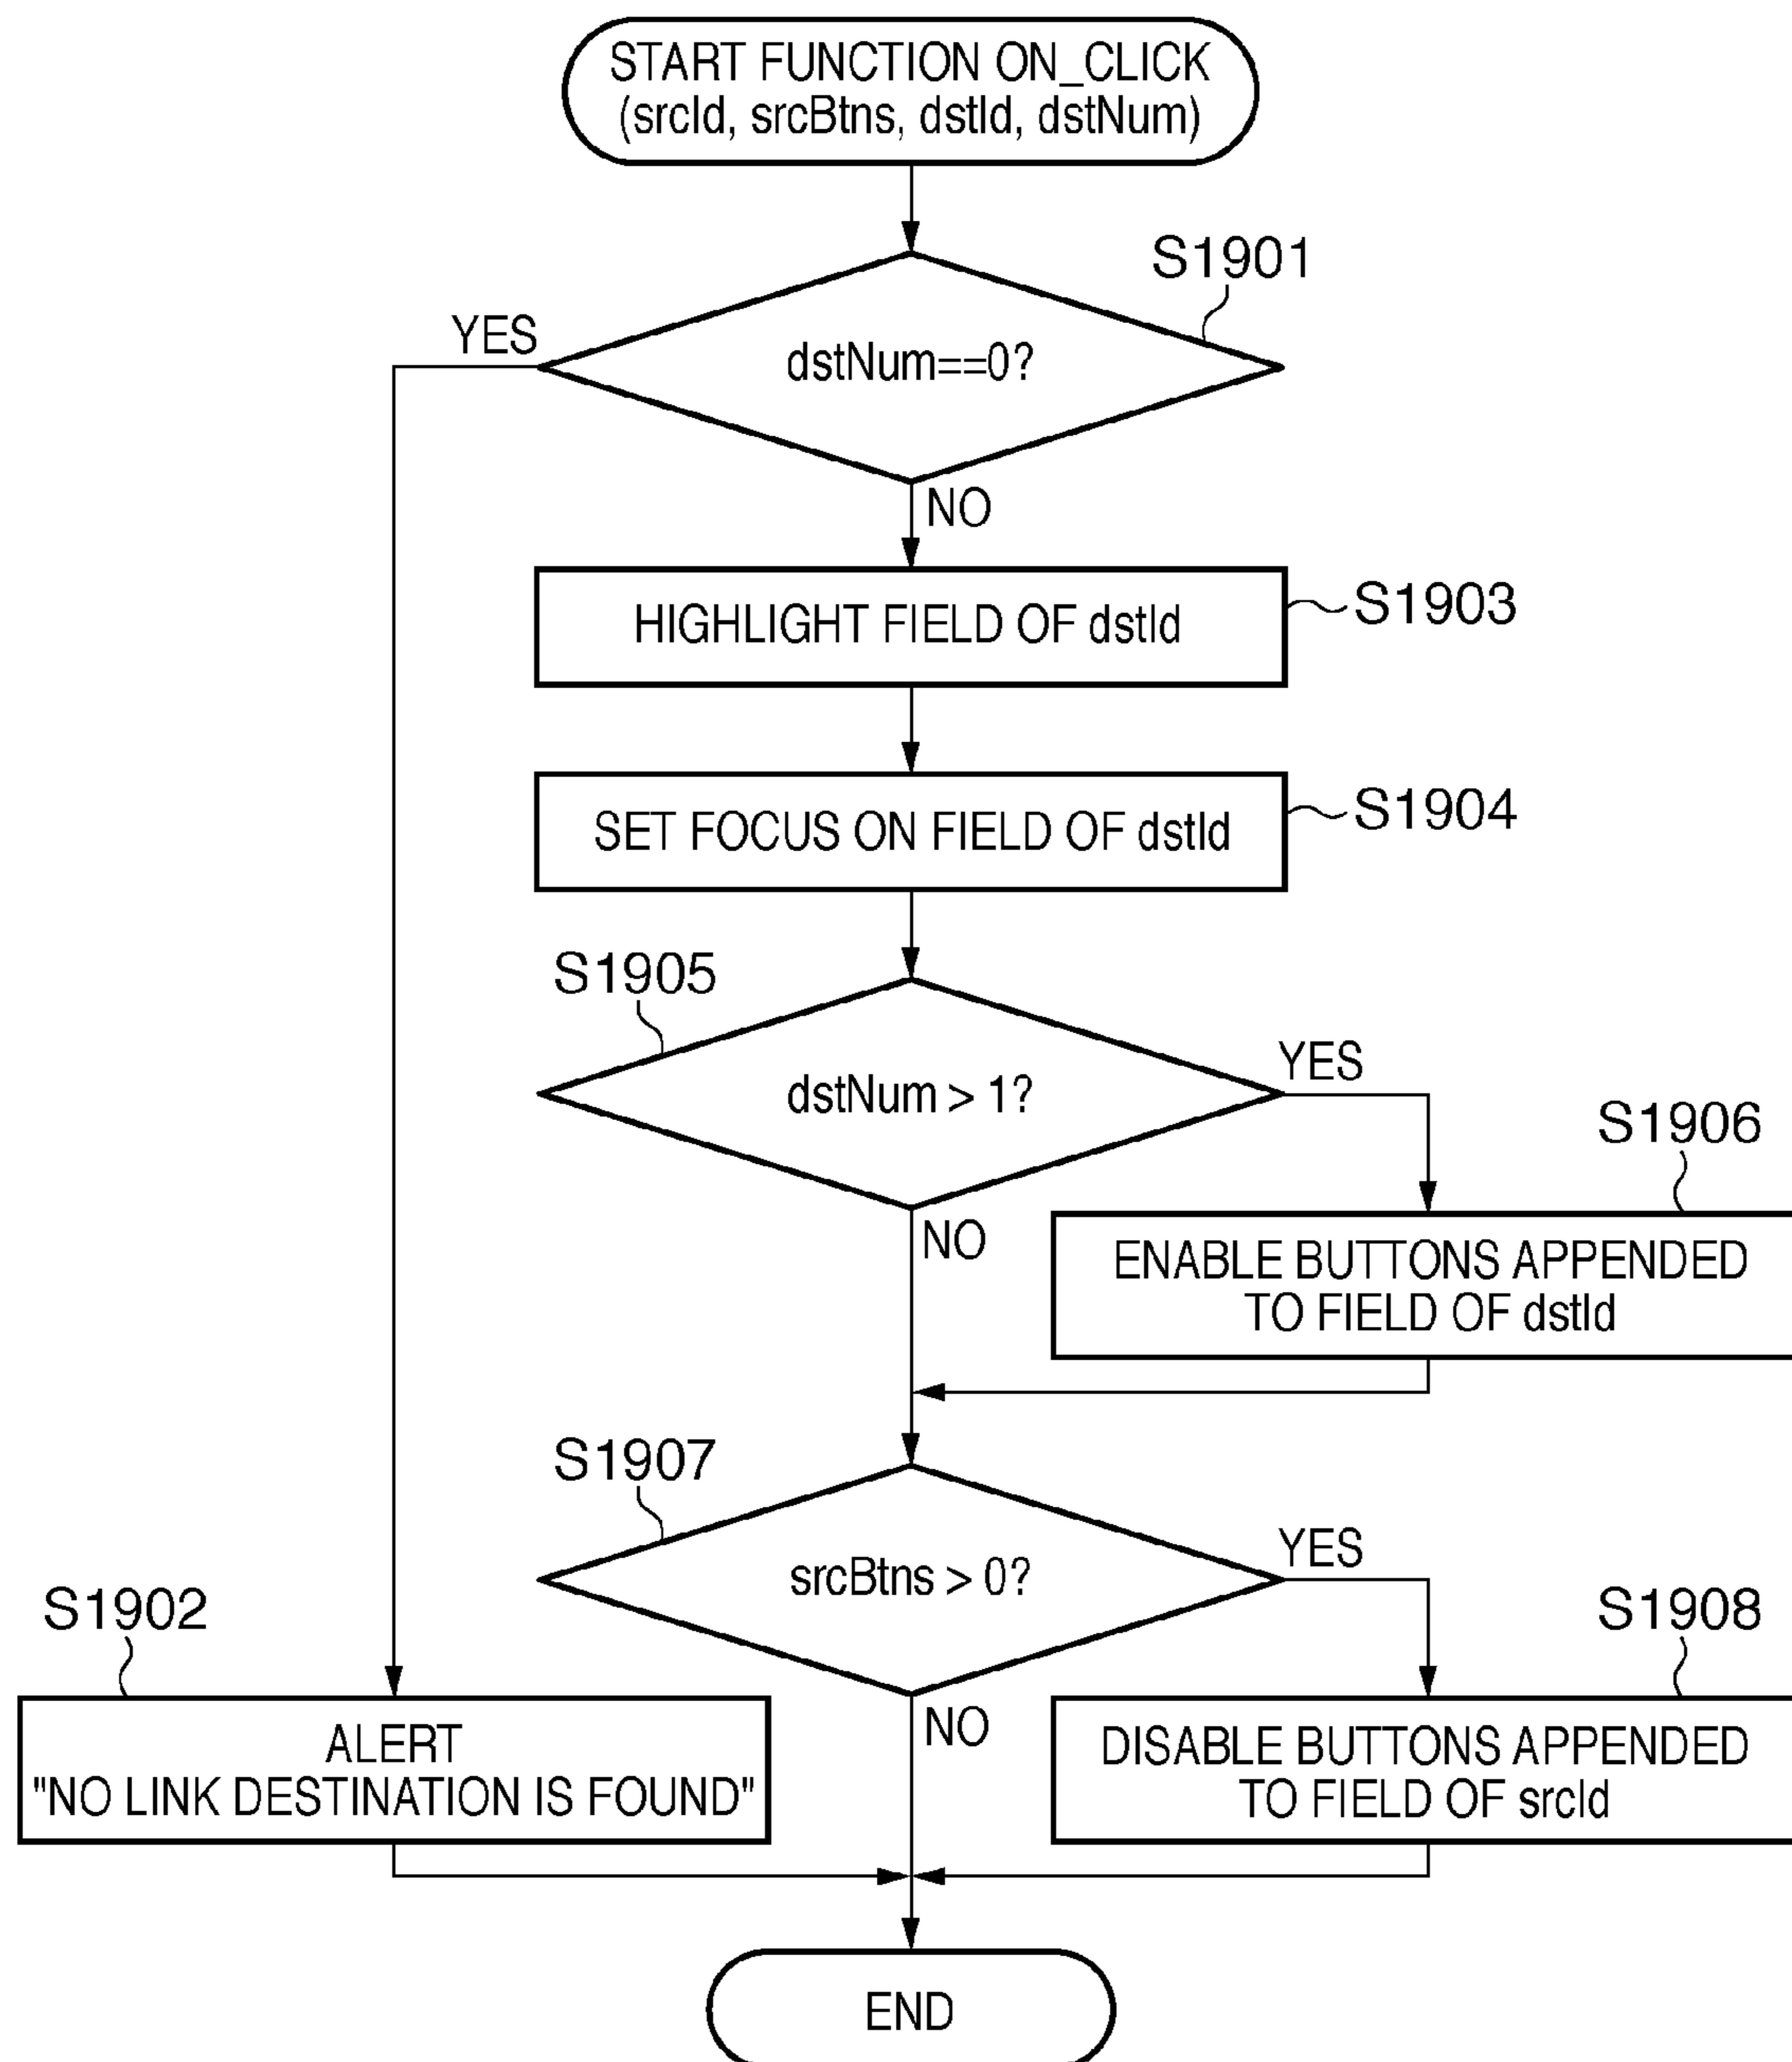 START FUNCTION ON_CLICK
(srcId, srcBtns, dstId, dstNum)
S1901
YES
dstNum==0?
NO
HIGHLIGHT FIELD OF dstId
S1903
SET FOCUS ON FIELD OF dstId
S1904
S1905
dstNum > 1?
YES
NO
S1906
ENABLE BUTTONS APPENDED
TO FIELD OF dstId
S1907
srcBtns > 0?
YES
NO
S1902
ALERT
"NO LINK DESTINATION IS FOUND"
S1908
DISABLE BUTTONS APPENDED
TO FIELD OF srcId
END